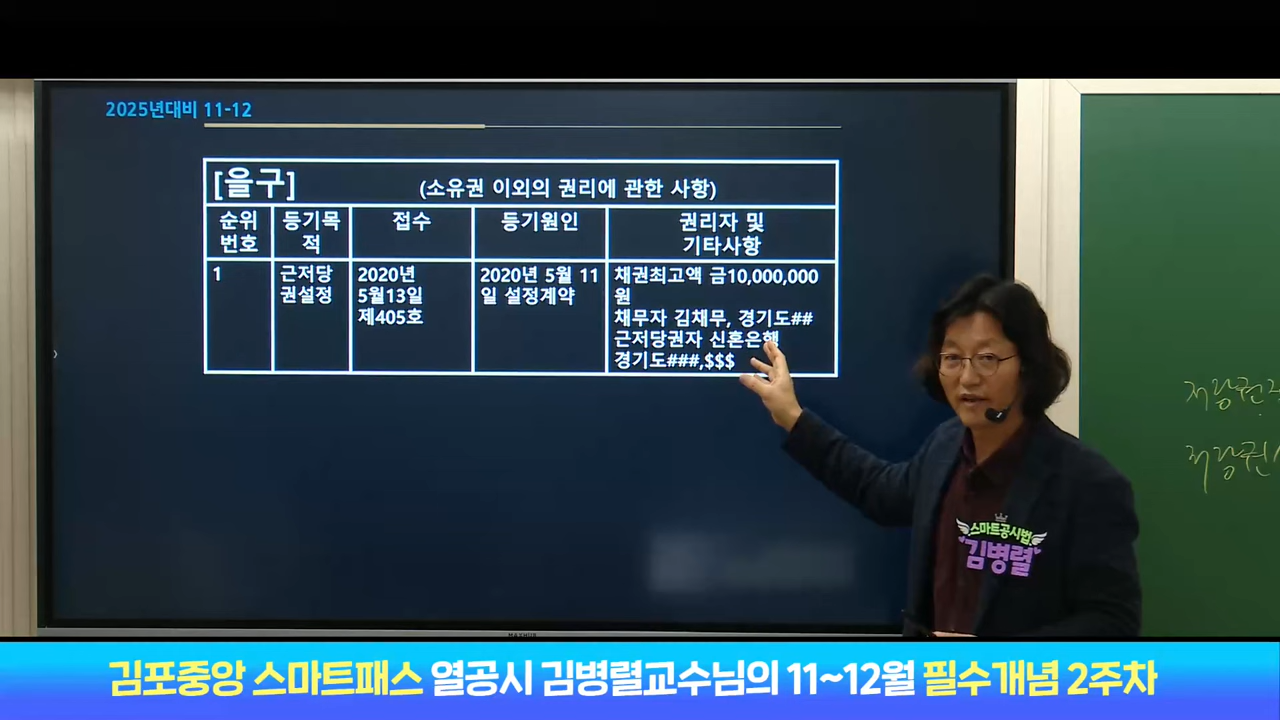 2025년대비 11-12
[을구] (소유권 이외의 권리에 관한 사항)
순위
번호
등기목
적
접수
등기원인
권리자 및
기타사항
1
근저당
권설정
2020년
5월13일
제405호
2020년 5월 11
일 설정계약
채권최고액 금10,000,000
원
채무자 김채무, 경기도##
근저당권자 신혼은행
경기도###,$$$
저당권
저당권
스마트공시법
김병렬
MAXHUB
김포중앙 스마트패스 열공시 김병렬교수님의 11~12월 필수개념 2주차